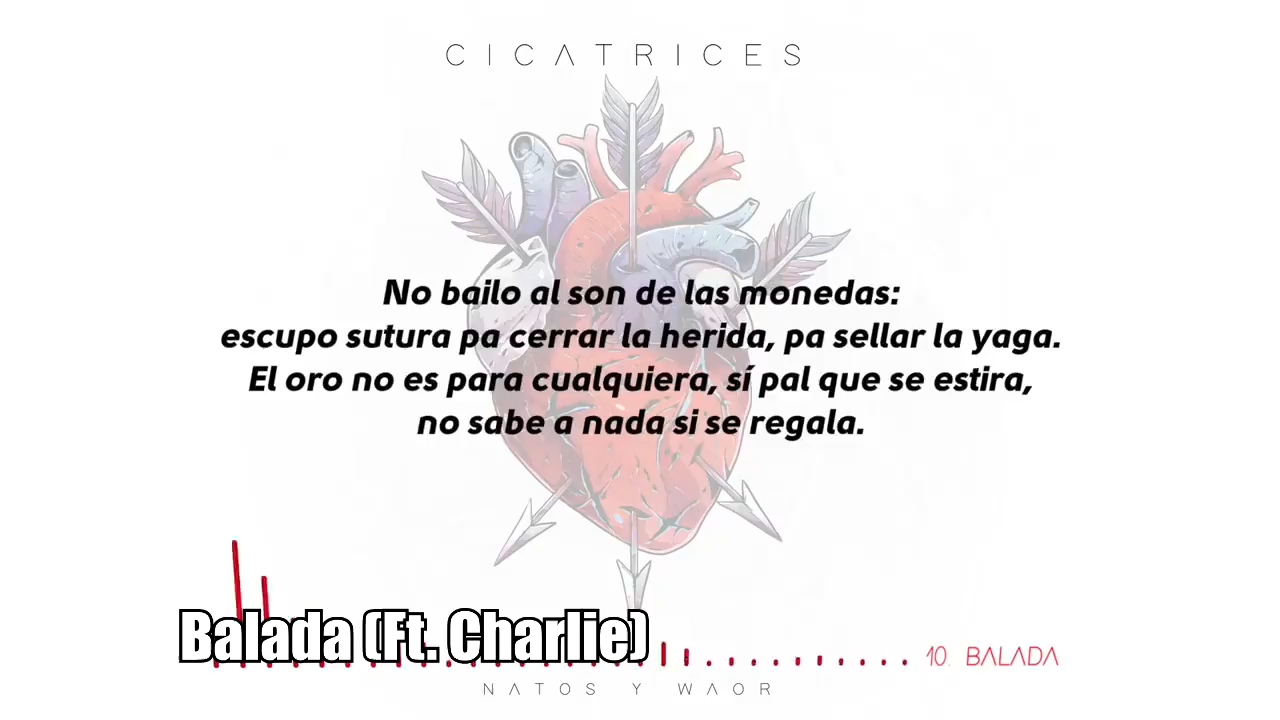 CICATRICES
No bailo al son de las monedas:
escupo sutura pa cerrar la herida, pa sellar la yaga.
El oro no es para cualquiera, sí pal que se estira,
no sabe a nada si se regala.
Balada (Ft. Charlie)
10. BALADA
NATOS Y WAOR